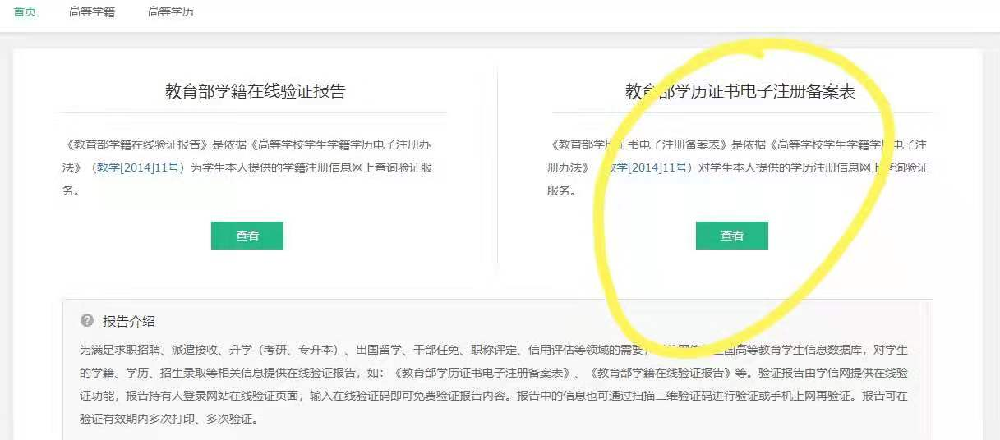 首页 高等学籍 高等学历
教育部学籍在线验证报告
《教育部学籍在线验证报告》是依据《高等学校学生学籍学历电子注册办
法》（教学[2014]11号）为学生本人提供的学籍注册信息网上查询验证服
务。
查看
教育部学历证书电子注册备案表
《教育部学历证书电子注册备案表》是依据《高等学校学生学籍学历电子注
册办法》（教学[2014]11号）对学生本人提供的学历注册信息网上查询验证
服务。
查看
报告介绍
为满足求职招聘、派遣接收、升学（考研、专升本）、出国留学、干部任免、职称评定、信用评估等领域的需要，国高等教育学生信息数据库，对学生
的学籍、学历、招生录取等相关信息提供在线验证报告，如：《教育部学历证书电子注册备案表》、《教育部学籍在线验证报告》等。验证报告由学信网提供在线验
证功能，报告持有人登录网站在线验证页面，输入在线验证码即可免费验证报告内容。报告中的信息也可通过扫描二维验证码进行验证或手机上网再验证。报告可在
验证有效期内多次打印、多次验证。